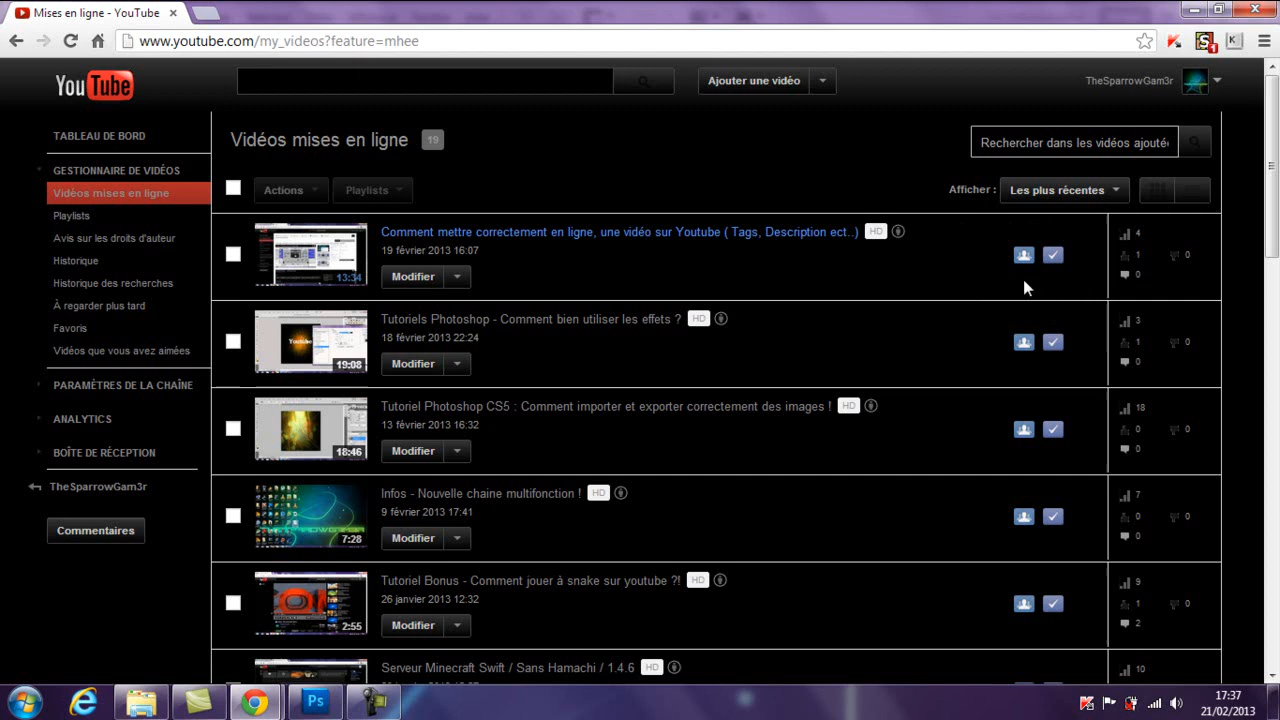 Mises en ligne - YouTube
www.youtube.com/my_videos?feature=mhee
S 1
K
YouTube
Ajouter une vidéo
TheSparrowGam3r
TABLEAU DE BORD
GESTIONNAIRE DE VIDÉOS
Vidéos mises en ligne
Playlists
Avis sur les droits d'auteur
Historique
Historique des recherches
À regarder plus tard
Favoris
Vidéos que vous avez aimées
PARAMÈTRES DE LA CHAÎNE
ANALYTICS
BOÎTE DE RÉCEPTION
TheSparrowGam3r
Commentaires
Vidéos mises en ligne 19
Rechercher dans les vidéos ajouté
Actions Playlists
Afficher : Les plus récentes
Comment mettre correctement en ligne, une vidéo sur Youtuba ( Tags, Description ect..) HD
19 février 2013 16:07
Modifier
13:34
4
1 0
0
Tutoriels Photoshop - Comment bien utiliser les effets ? HD
18 février 2013 22:24
Modifier
Youtube
19:08
3
1 0
0
Tutoriel Photoshop CS5 : Comment importer et exporter correctement des images ! HD
13 février 2013 16:32
Modifier
18:46
18
0 0
0
Infos - Nouvelle chaine multifonction ! HD
9 février 2013 17:41
Modifier
7:28
7
0 0
0
Tutoriel Bonus - Comment jouer à snake sur youtube ?! HD
26 janvier 2013 12:32
Modifier
2:55
9
1 0
2
Serveur Minecraft Swift / Sans Hamachi / 1.4.6 HD
10
Ps
17:37
21/02/2013